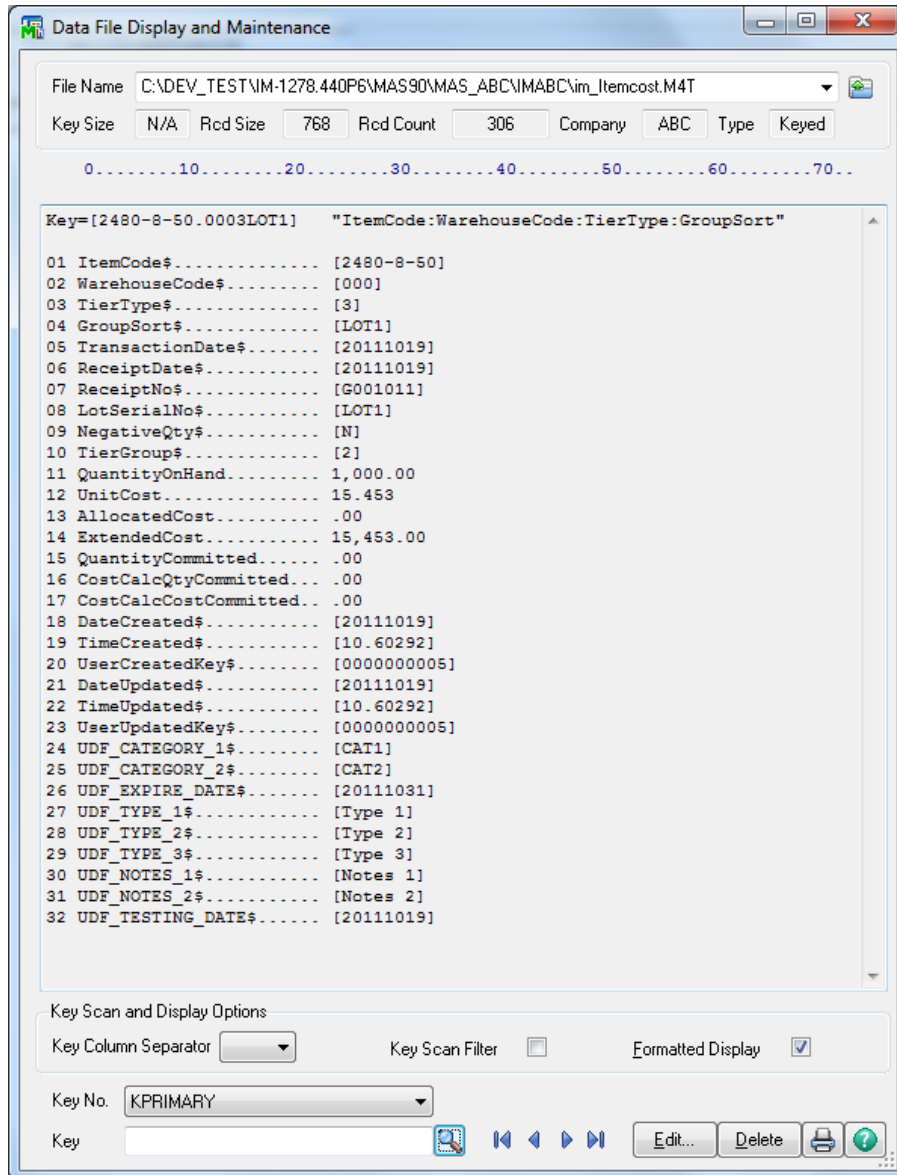 Data File Display and Maintenance
File Name C:\DEV_TEST\IM-1278.440P6\MAS90\MAS_ABC\IMABC\im_Itemcost.M4T
Key Size N/A Rcd Size 768 Rcd Count 306 Company ABC Type Keyed
0........10........20........30........40........50........60........70..
Key=[2480-8-50.0003LOT1] "ItemCode:WarehouseCode:TierType:GroupSort"
01 ItemCode$.............. [2480-8-50]
02 WarehouseCode$......... [000]
03 TierType$.............. [3]
04 GroupSort$............. [LOT1]
05 TransactionDate$....... [20111019]
06 ReceiptDate$........... [20111019]
07 ReceiptNo$............. [G001011]
08 LotSerialNo$........... [LOT1]
09 NegativeQty$........... [N]
10 TierGroup$............. [2]
11 QuantityOnHand......... 1,000.00
12 UnitCost............... 15.453
13 AllocatedCost.......... .00
14 ExtendedCost........... 15,453.00
15 QuantityCommitted...... .00
16 CostCalcQtyCommitted... .00
17 CostCalcCostCommitted.. .00
18 DateCreated$........... [20111019]
19 TimeCreated$........... [10.60292]
20 UserCreatedKey$........ [0000000005]
21 DateUpdated$........... [20111019]
22 TimeUpdated$........... [10.60292]
23 UserUpdatedKey$........ [0000000005]
24 UDF_CATEGORY_1$........ [CAT1]
25 UDF_CATEGORY_2$........ [CAT2]
26 UDF_EXPIRE_DATE$....... [20111031]
27 UDF_TYPE_1$............ [Type 1]
28 UDF_TYPE_2$............ [Type 2]
29 UDF_TYPE_3$............ [Type 3]
30 UDF_NOTES_1$........... [Notes 1]
31 UDF_NOTES_2$........... [Notes 2]
32 UDF_TESTING_DATE$...... [20111019]
Key Scan and Display Options
Key Column Separator Key Scan Filter Formatted Display
Key No. KPRIMARY
Key Edit... Delete